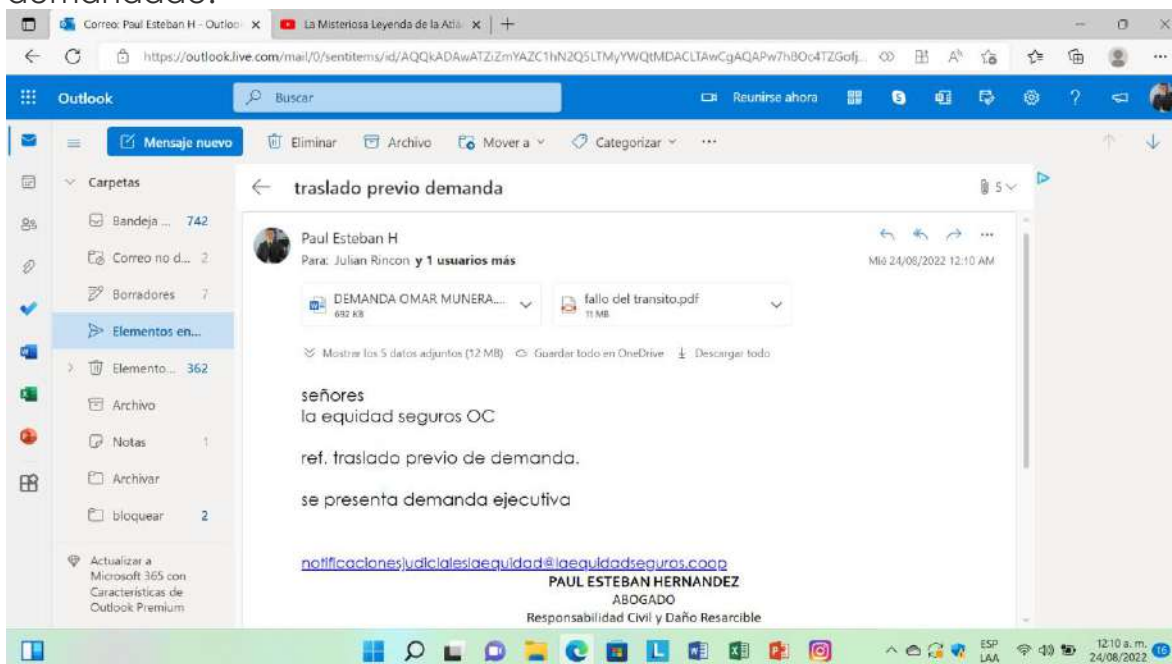 demandado.
Correo: Paul Esteban H - Outloo
La Misteriosa Leyenda de la Atlá
https://outlook.live.com/mail/0/sentitems/id/
Outlook
Buscar
Reunirse ahora
Mensaje nuevo
Eliminar
Archivo
Mover a
Categorizar
Carpetas
traslado previo demanda
5
Bandeja ... 742
Correo no d... 2
Borradores 7
Elementos en...
Elemento... 362
Archivo
Notas 1
Archivar
bloquear 2
Actualizar a
Microsoft 365 con
Características de
Outlook Premium
Paul Esteban H
Para: Julian Rincon y 1 usuarios más
Mié 24/08/2022 12:10 AM
DEMANDA OMAR MUNERA....
692 KB
fallo del transito.pdf
11 MB
Mostrar los 5 datos adjuntos (12 MB) Guardar todo en OneDrive Descargar todo
señores
la equidad seguros OC
ref. traslado previo de demanda.
se presenta demanda ejecutiva
notificacionesjudicialeslaequidad@laequidadseguros.coop
PAUL ESTEBAN HERNANDEZ
ABOGADO
Responsabilidad Civil y Daño Resarcible
ESP
LAA
12:10 a. m.
24/08/2022